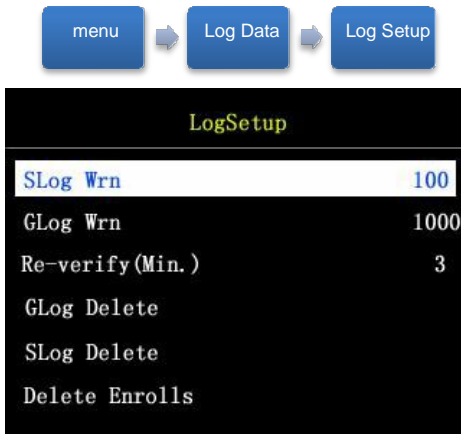 menu Log Data Log Setup
LogSetup
SLog Wrn 100
GLog Wrn 1000
Re-verify(Min.) 3
GLog Delete
SLog Delete
Delete Enrolls